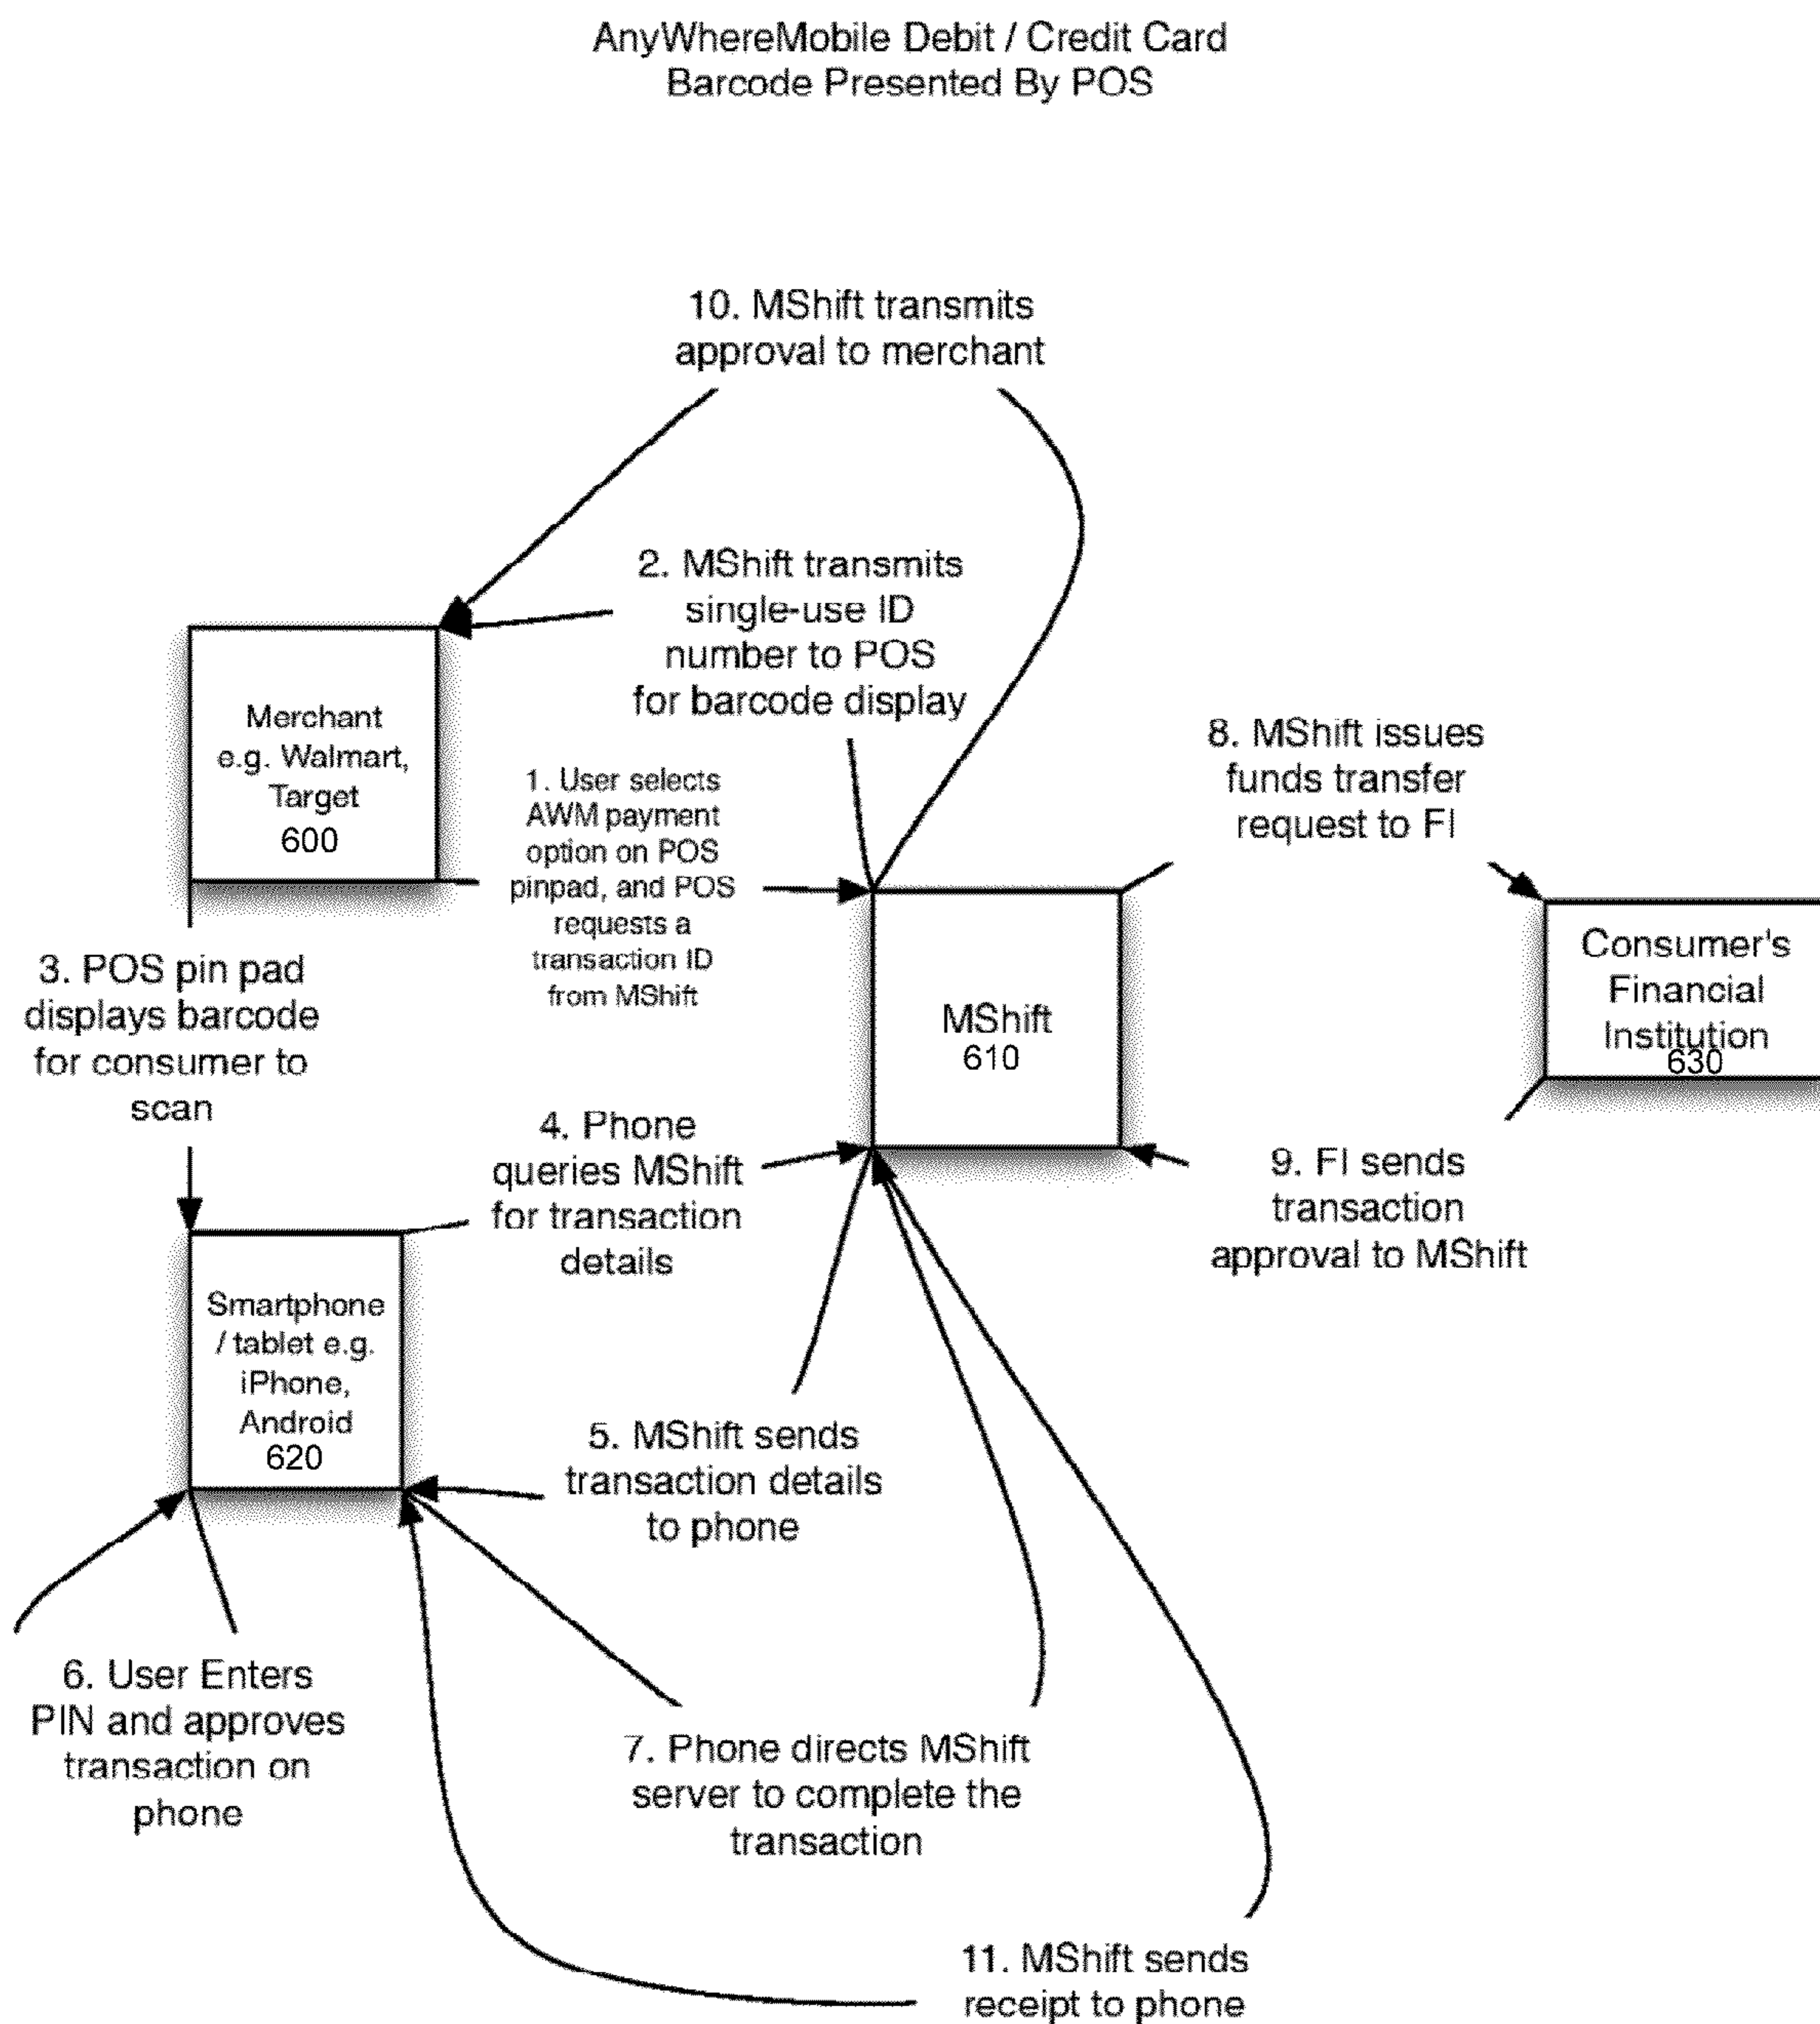 AnyWhereMobile Debit / Credit Card
Barcode Presented By POS
10. MShift transmits
approval to merchant
2. MShift transmits
single-use ID
number to POS
for barcode display
Merchant
e.g. Walmart,
Target
600
1. User selects
AWM payment
option on POS
pinpad, and POS
requests a
transaction ID
from MShift
8. MShift issues
funds transfer
request to FI
MShift
610
Consumer's
Financial
Institution
630
3. POS pin pad
displays barcode
for consumer to
scan
4. Phone
queries MShift
for transaction
details
9. FI sends
transaction
approval to MShift
Smartphone
/ tablet e.g.
iPhone,
Android
620
5. MShift sends
transaction details
to phone
6. User Enters
PIN and approves
transaction on
phone
7. Phone directs MShift
server to complete the
transaction
11. MShift sends
receipt to phone